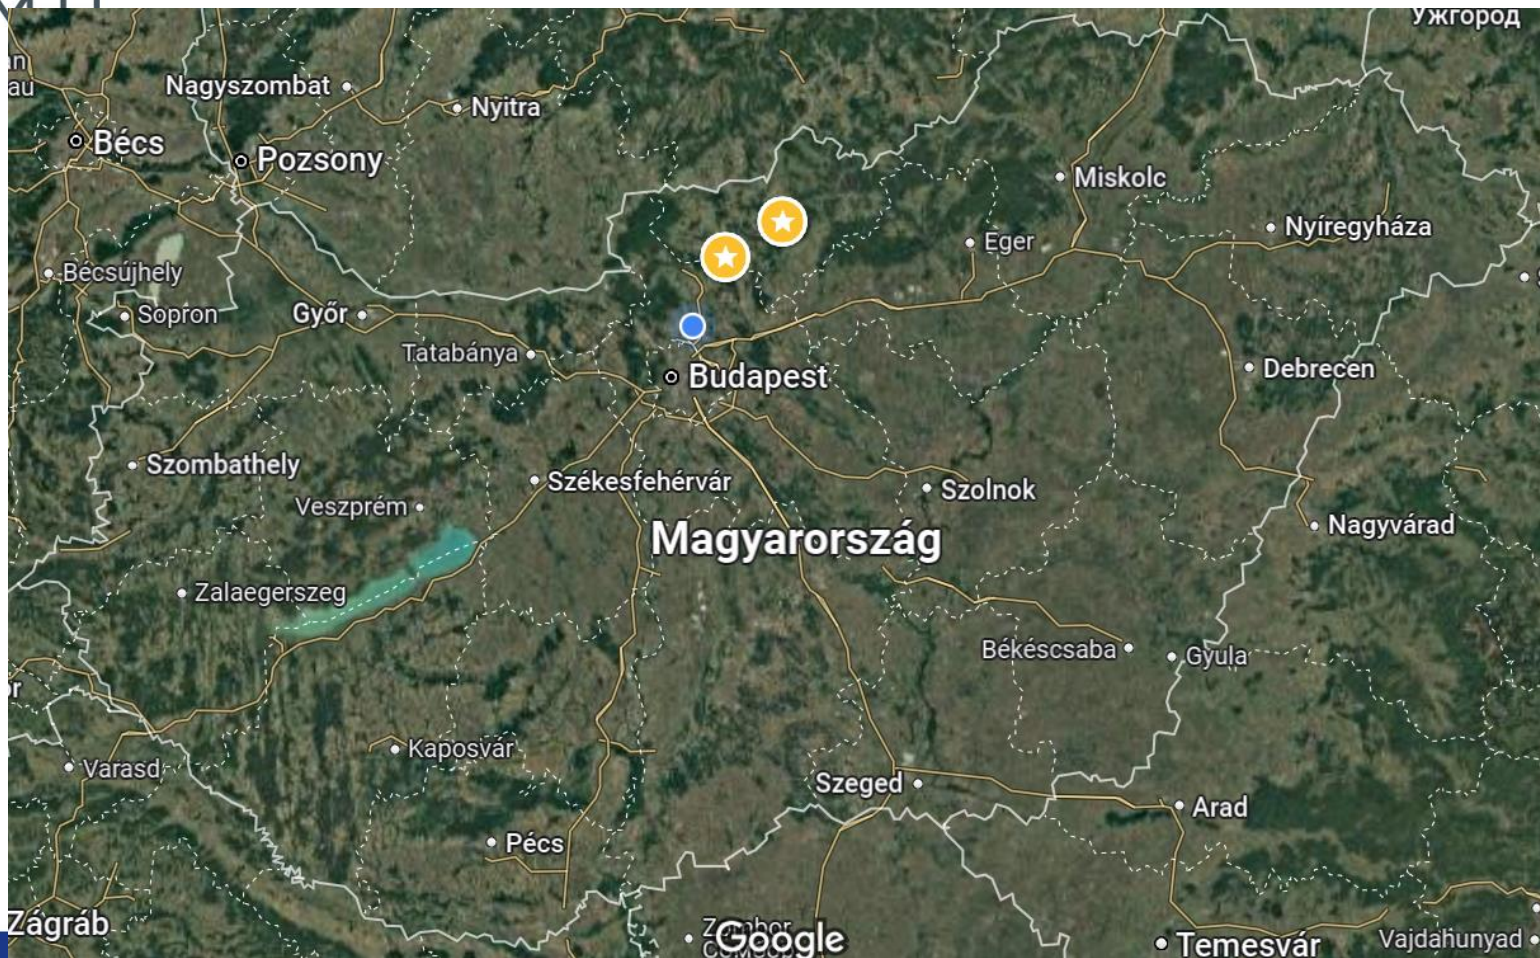 Ужгород
Nagyszombat
Nyitra
Bécs
Pozsony
Miskolc
Nyíregyháza
Eger
Bécsújhely
Sopron
Győr
Tatabánya
Budapest
Debrecen
Szombathely
Székesfehérvár
Veszprém
Szolnok
Nagyvárad
Magyarország
Zalaegerszeg
Békéscsaba
Gyula
Kaposvár
Varasd
Szeged
Arad
Pécs
Zágráb
Google
Temesvár
Vajdahunyad